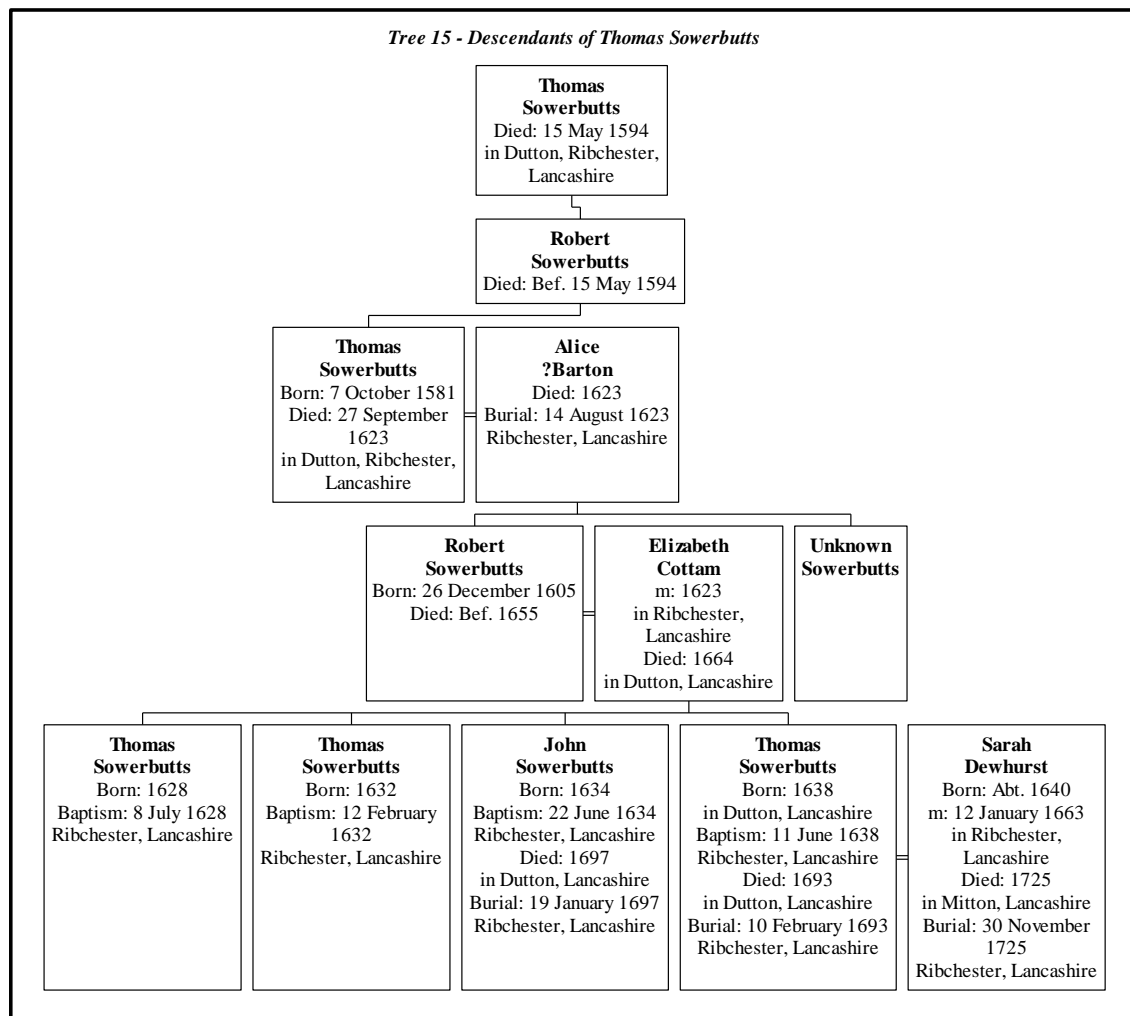 Tree 15 - Descendants of Thomas Sowerbutts
Thomas
Sowerbutts
Died: 15 May 1594
in Dutton, Ribchester,
Lancashire
Robert
Sowerbutts
Died: Bef. 15 May 1594
Thomas
Sowerbutts
Born: 7 October 1581
Died: 27 September
1623
in Dutton, Ribchester,
Lancashire
Alice
?Barton
Died: 1623
Burial: 14 August 1623
Ribchester, Lancashire
Robert
Sowerbutts
Born: 26 December 1605
Died: Bef. 1655
Elizabeth
Cottam
m: 1623
in Ribchester,
Lancashire
Died: 1664
in Dutton, Lancashire
Unknown
Sowerbutts
Thomas
Sowerbutts
Born: 1628
Baptism: 8 July 1628
Ribchester, Lancashire
Thomas
Sowerbutts
Born: 1632
Baptism: 12 February
1632
Ribchester, Lancashire
John
Sowerbutts
Born: 1634
Baptism: 22 June 1634
Ribchester, Lancashire
Died: 1697
in Dutton, Lancashire
Burial: 19 January 1697
Ribchester, Lancashire
Thomas
Sowerbutts
Born: 1638
in Dutton, Lancashire
Baptism: 11 June 1638
Ribchester, Lancashire
Died: 1693
in Dutton, Lancashire
Burial: 10 February 1693
Ribchester, Lancashire
Sarah
Dewhurst
Born: Abt. 1640
m: 12 January 1663
in Ribchester,
Lancashire
Died: 1725
in Mitton, Lancashire
Burial: 30 November
1725
Ribchester, Lancashire